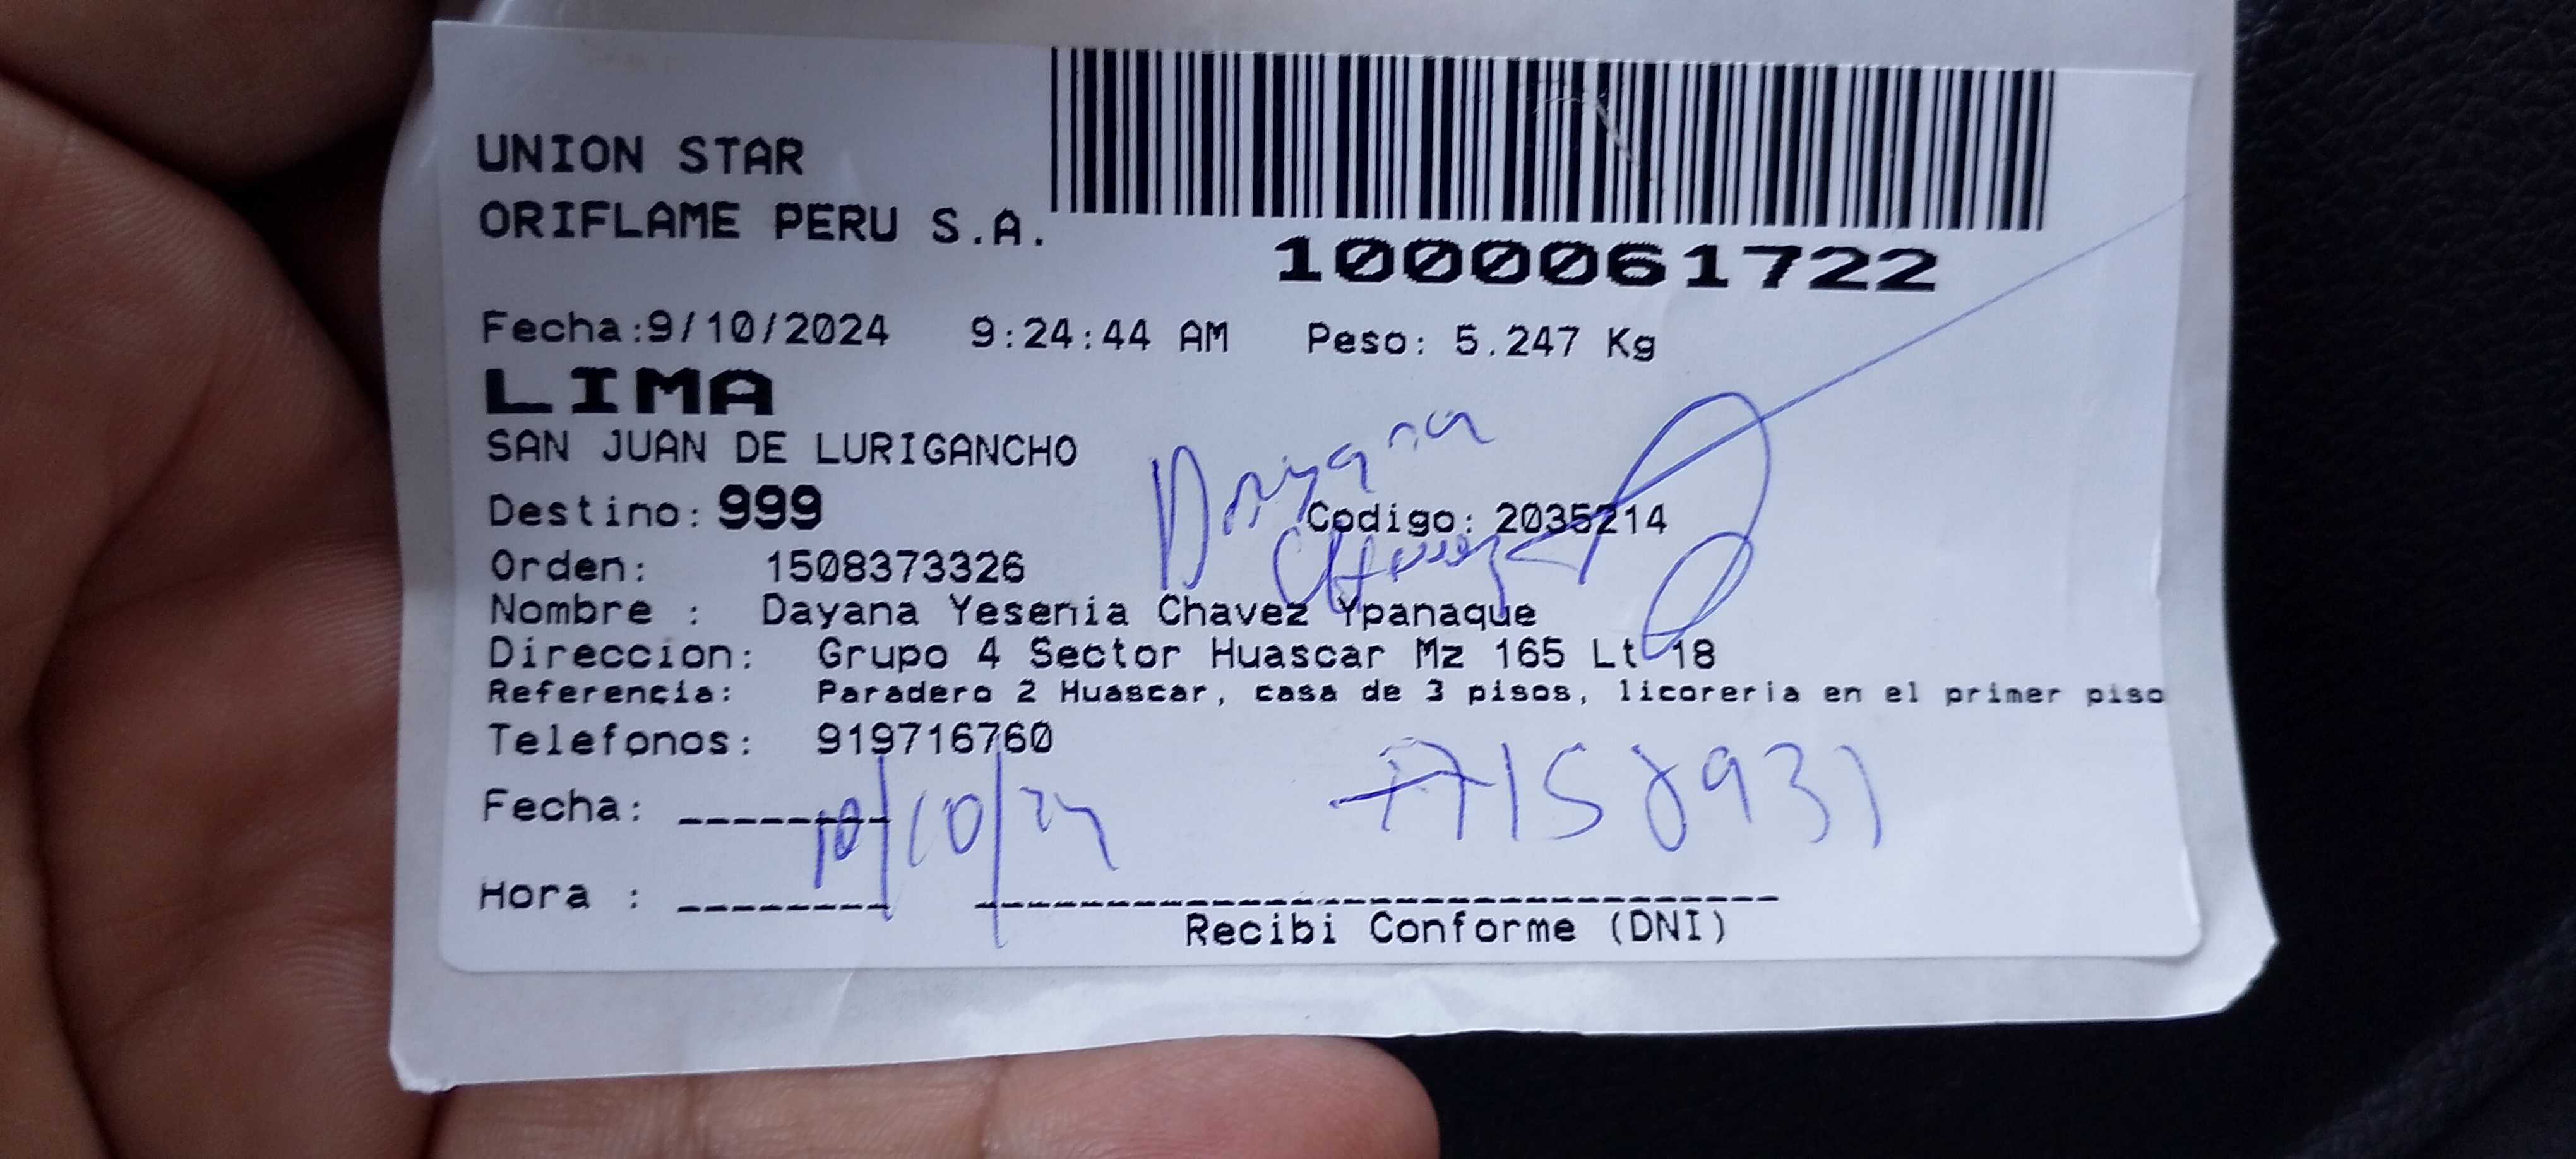 UNION STAR
ORIFLAME PERU S.A.
1000061722
Fecha:9/10/2024 9:24:44 AM Peso: 5.247 Kg
LIMA
SAN JUAN DE LURIGANCHO
Dayana
Chavez
Destino: 999 Codigo: 2035214
Orden: 1508373326
Nombre : Dayana Yesenia Chavez Ypanaque
Direccion: Grupo 4 Sector Huascar Mz 165 Lt 18
Referencia: Paradero 2 Huascar, casa de 3 pisos, licoreria en el primer piso
Telefonos: 919716760
Fecha: 10/10/24 77158931
Hora :
Recibi Conforme (DNI)